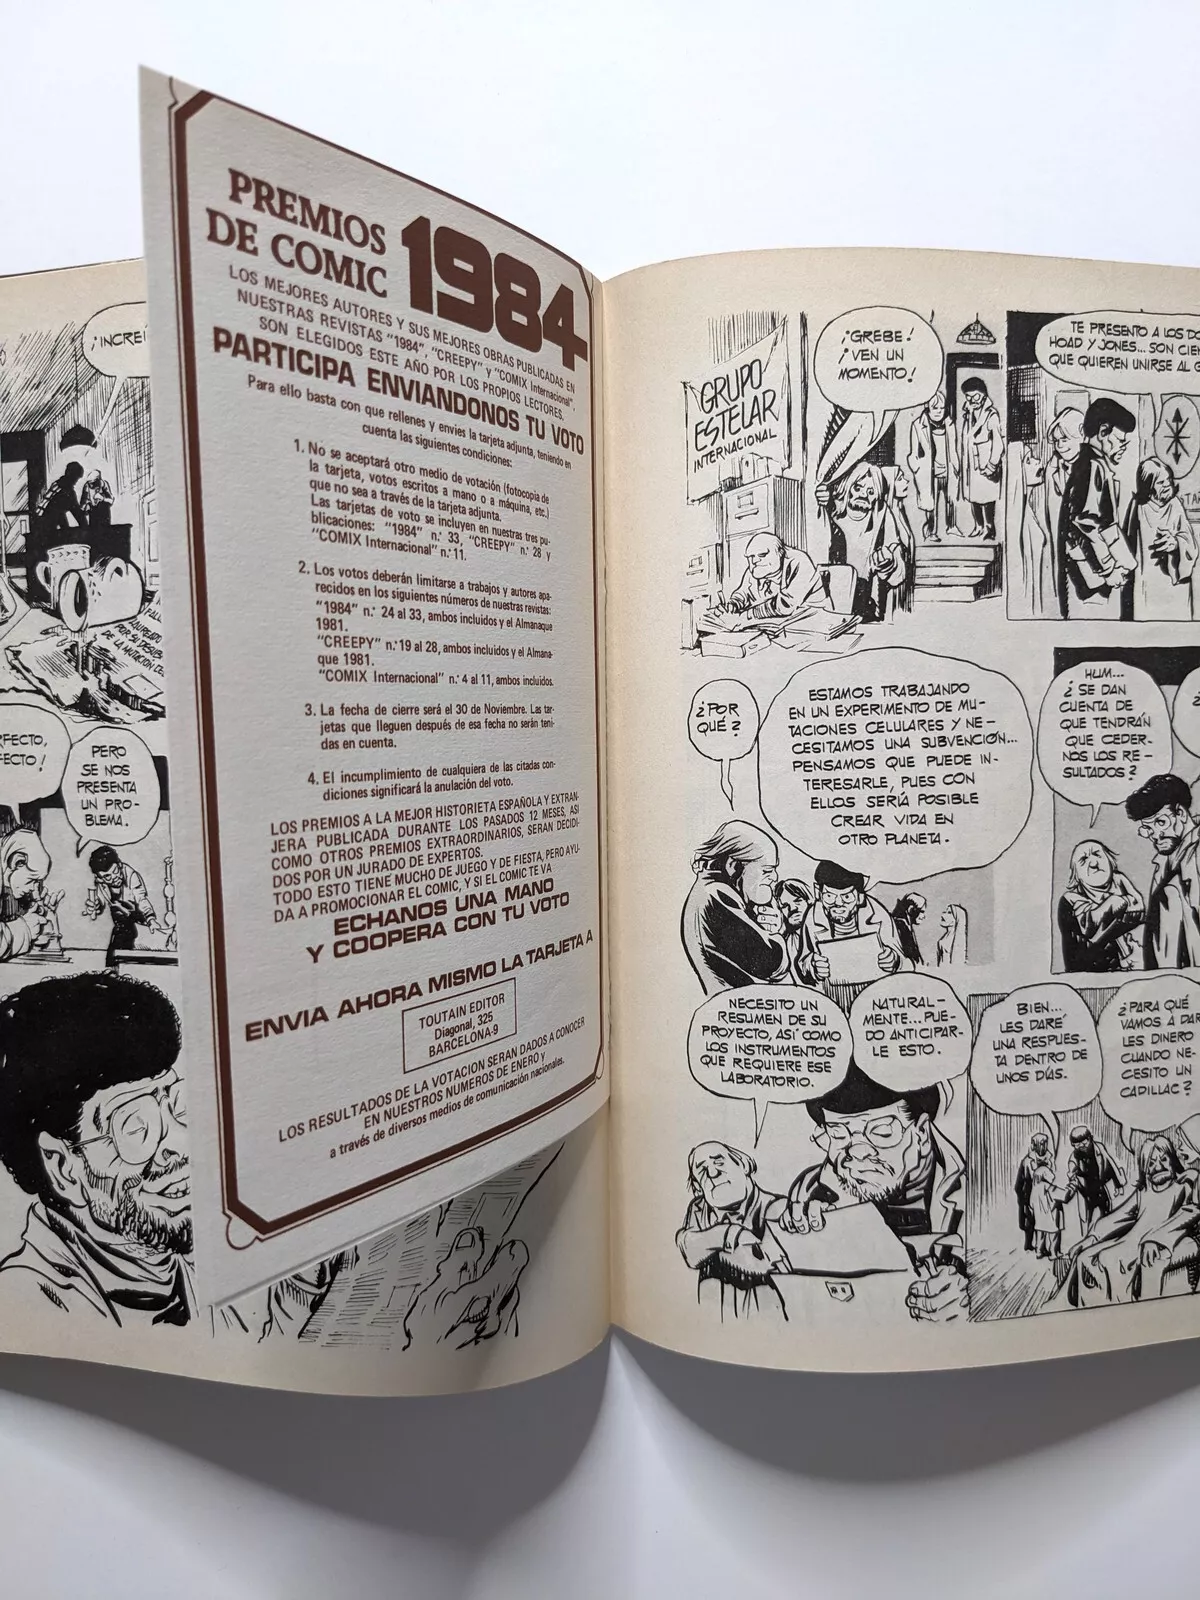 ¡INCREÍ
RFECTO,
FECTO!
PERO
SE NOS
PRESENTA
UN PRO-
BLEMA.
PREMIOS
DE COMIC
1984
LOS MEJORES AUTORES Y SUS MEJORES OBRAS PUBLICADAS EN
NUESTRAS REVISTAS "1984", "CREEPY" y "COMIX Internacional",
SON ELEGIDOS ESTE AÑO POR LOS PROPIOS LECTORES.
PARTICIPA ENVIANDONOS TU VOTO
Para ello basta con que rellenes y envíes la tarjeta adjunta, teniendo en
cuenta las siguientes condiciones:
1. No se aceptará otro medio de votación (fotocopia de
la tarjeta, votos escritos a mano o a máquina, etc.)
que no sea a través de la tarjeta adjunta.
Las tarjetas de voto se incluyen en nuestras tres pu-
blicaciones: "1984" n.º 33, "CREEPY" n.º 28 y
"COMIX Internacional" n.º 11.
2. Los votos deberán limitarse a trabajos y autores apa-
recidos en los siguientes números de nuestras revistas:
"1984" n.º 24 al 33, ambos incluidos y el Almanaque
1981.
"CREEPY" n.º 19 al 28, ambos incluidos y el Almana-
que 1981.
"COMIX Internacional" n.º 4 al 11, ambos incluidos.
3. La fecha de cierre será el 30 de Noviembre. Las tar-
jetas que lleguen después de esa fecha no serán teni-
das en cuenta.
4. El incumplimiento de cualquiera de las citadas con-
diciones significará la anulación del voto.
LOS PREMIOS A LA MEJOR HISTORIETA ESPAÑOLA Y EXTRAN-
JERA PUBLICADA DURANTE LOS PASADOS 12 MESES, ASI
COMO OTROS PREMIOS EXTRAORDINARIOS, SERAN DECIDI-
DOS POR UN JURADO DE EXPERTOS.
TODO ESTO TIENE MUCHO DE JUEGO Y DE FIESTA, PERO AYU-
DA A PROMOCIONAR EL COMIC, Y SI EL COMIC TE VA
ECHANOS UNA MANO
Y COOPERA CON TU VOTO
ENVIA AHORA MISMO LA TARJETA A
TOUTAIN EDITOR
Diagonal, 325
BARCELONA-9
LOS RESULTADOS DE LA VOTACION SERAN DADOS A CONOCER
EN NUESTROS NUMEROS DE ENERO y
a través de diversos medios de comunicación nacionales.
GRUPO
ESTELAR
INTERNACIONAL
¡GREBE!
¡VEN UN
MOMENTO!
TE PRESENTO A LOS
HOAD Y JONES... SON
QUE QUIEREN UNIRSE AL
¿POR
QUÉ?
ESTAMOS TRABAJANDO
EN UN EXPERIMENTO DE MU-
TACIONES CELULARES Y NE-
CESITAMOS UNA SUBVENCIÓN...
PENSAMOS QUE PUEDE IN-
TERESARLE, PUES CON
ELLOS SERÍA POSIBLE
CREAR VIDA EN
OTRO PLANETA.
HUM...
¿SE DAN
CUENTA DE
QUE TENDRÁN
QUE CEDER-
NOS LOS RE-
SULTADOS?
NECESITO UN
RESUMEN DE SU
PROYECTO, ASÍ COMO
LOS INSTRUMENTOS
QUE REQUIERE ESE
LABORATORIO.
NATURAL-
MENTE... PUE-
DO ANTICIPAR-
LE ESTO.
BIEN...
LES DARÉ
UNA RESPUES-
TA DENTRO DE
UNOS DÍAS.
¿PARA QUÉ
VAMOS A DAR
LES DINERO
CUANDO NE-
CESITO UN
CADILLAC?